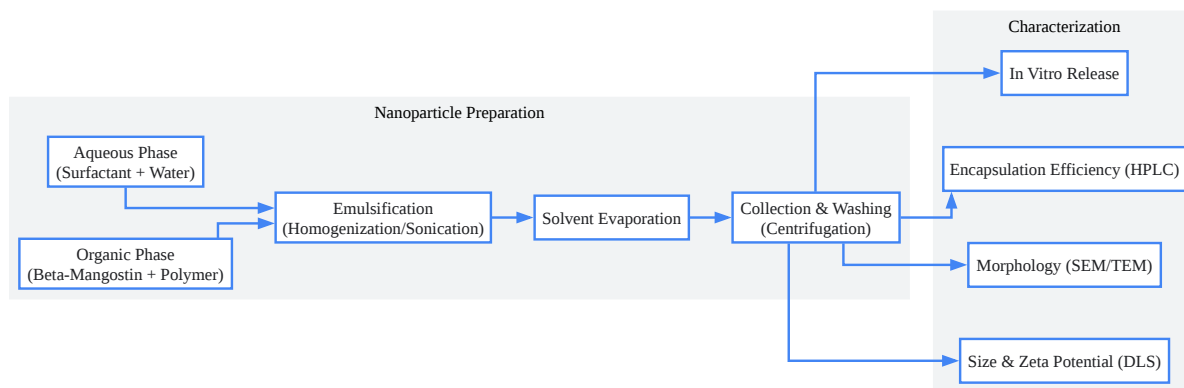 Characterization
In Vitro Release
Nanoparticle Preparation
Aqueous Phase
(Surfactant + Water)
Encapsulation Efficiency (HPLC)
Emulsification
(Homogenization/Sonication)
Solvent Evaporation
Collection & Washing
(Centrifugation)
Organic Phase
(Beta-Mangostin + Polymer)
Morphology (SEM/TEM)
Size & Zeta Potential (DLS)